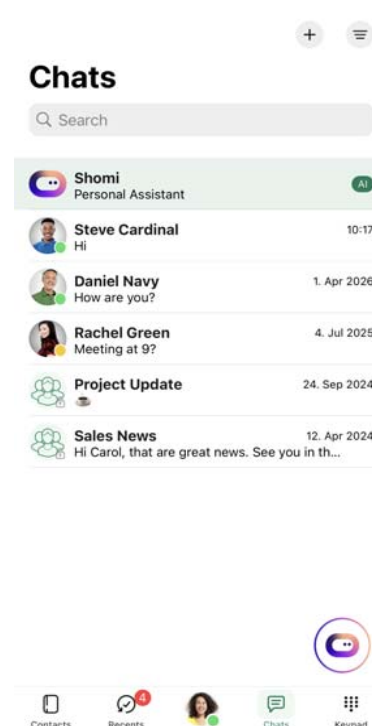 Chats
Search
Shomi
Personal Assistant
AI
Steve Cardinal
10:17
Hi
Daniel Navy
1. Apr 2026
How are you?
Rachel Green
4. Jul 2025
Meeting at 9?
Project Update
24. Sep 2024
Sales News
12. Apr 2024
Hi Carol, that are great news. See you in th...
4
Contacts
Recents
Chats
Keypad